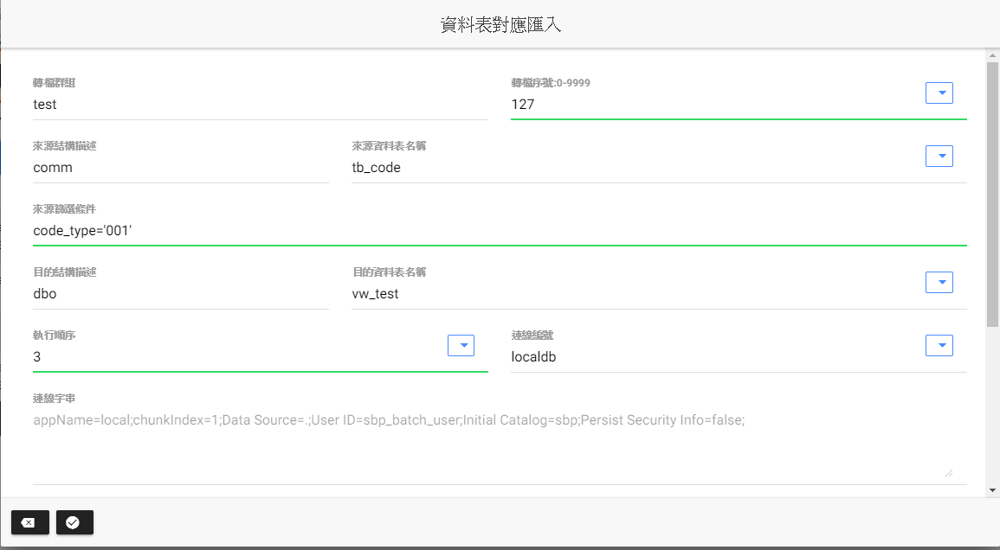 資料表對應匯入
轉檔群組
test
轉檔序號:0-9999
127
來源結構描述
comm
來源資料表名稱
tb_code
來源篩選條件
code_type='001'
目的結構描述
dbo
目的資料表名稱
vw_test
執行順序
3
連線編號
localdb
連線字串
appName=local;chunkIndex=1;Data Source=.;User ID=sbp_batch_user;Initial Catalog=sbp;Persist Security Info=false;